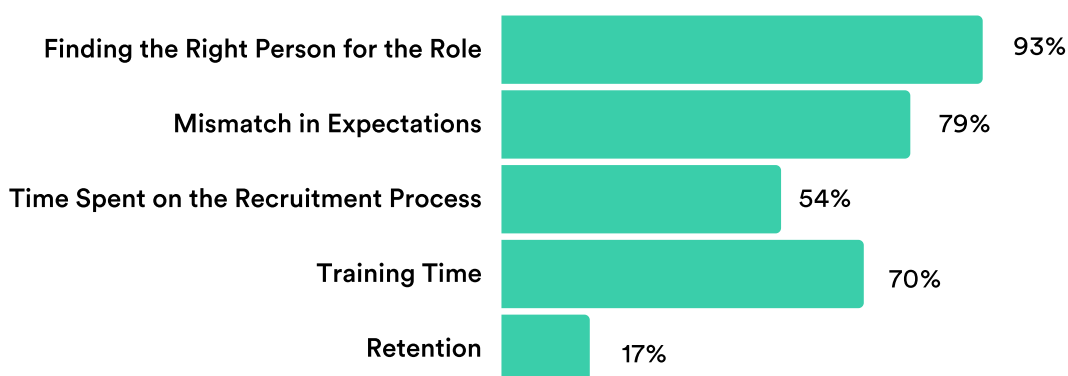 Finding the Right Person for the Role 93%
Mismatch in Expectations 79%
Time Spent on the Recruitment Process 54%
Training Time 70%
Retention 17%